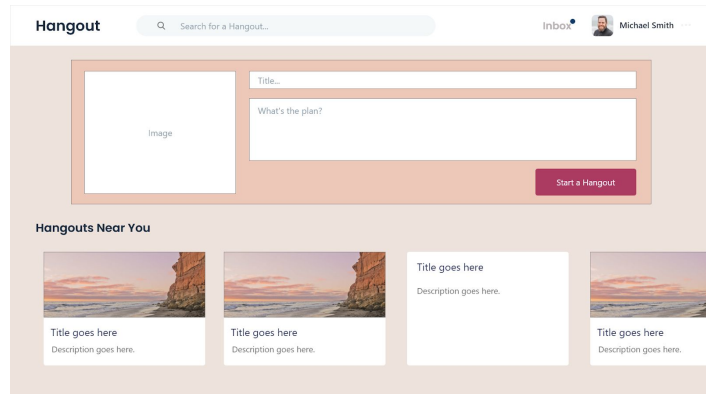 Hangout
Search for a Hangout...
Inbox
Michael Smith ...
Title...
What's the plan?
Image
Start a Hangout
Hangouts Near You
Title goes here
Description goes here.
Title goes here
Description goes here.
Title goes here
Description goes here.
Title goes here
Description goes here.